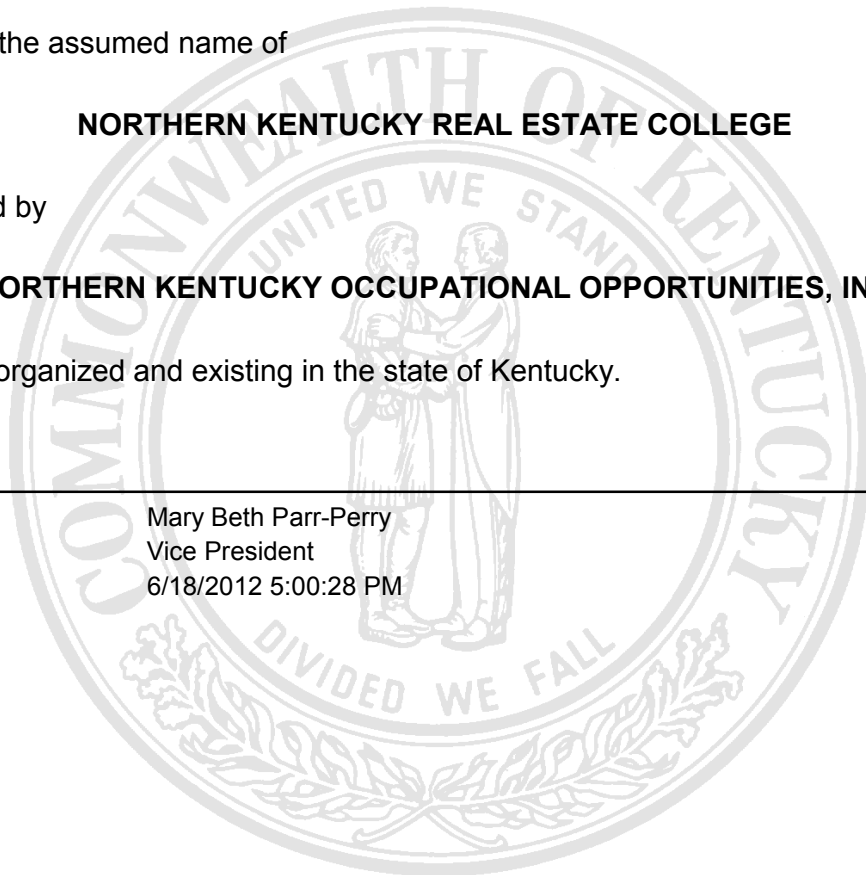 the assumed name of
NORTHERN KENTUCKY REAL ESTATE COLLEGE
d by
ORTHERN KENTUCKY OCCUPATIONAL OPPORTUNITIES, IN
organized and existing in the state of Kentucky.
Mary Beth Parr-Perry
Vice President
6/18/2012 5:00:28 PM
COMMONWEALTH OF KENTUCKY
UNITED WE STAND
DIVIDED WE FALL